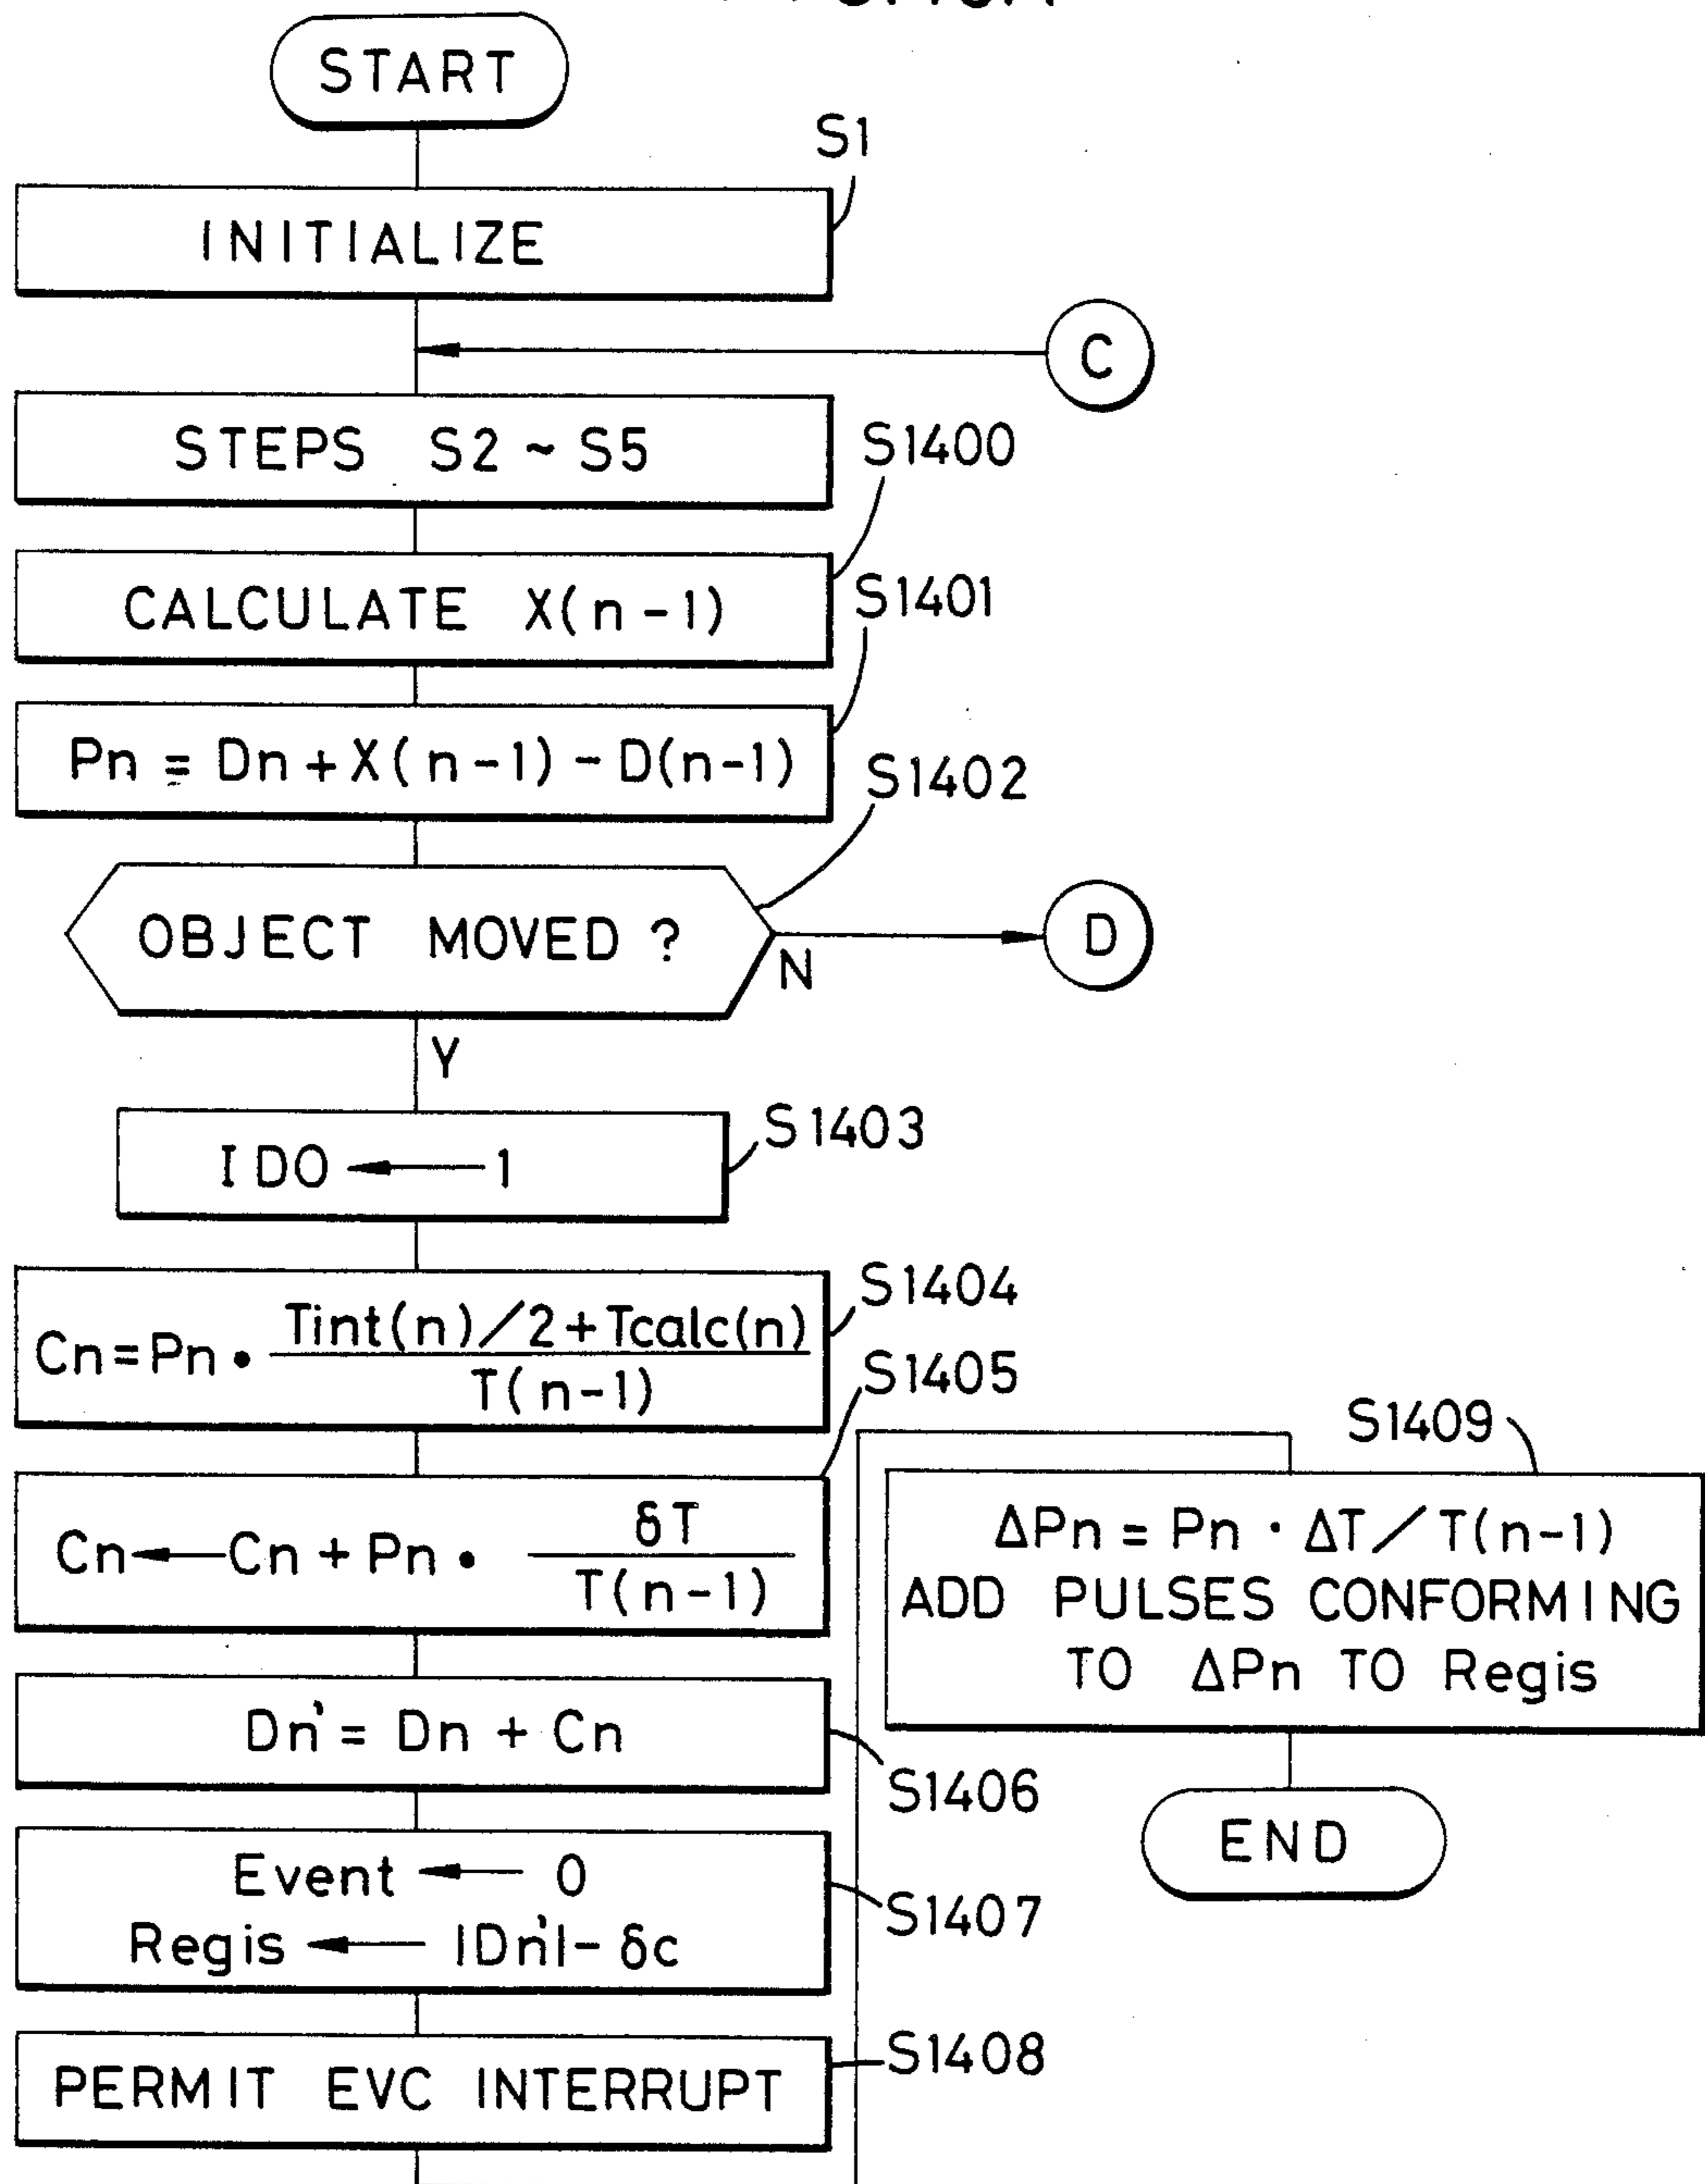 START
S1
INITIALIZE
C
STEPS S2 ~ S5
S1400
CALCULATE X(n-1)
S1401
Pn = Dn + X(n-1) - D(n-1)
S1402
OBJECT MOVED ?
N
D
Y
S1403
IDO ← 1
S1404
Cn = Pn • Tint(n)/2 + Tcalc(n)
T(n-1)
S1405
Cn ← Cn + Pn • δT
T(n-1)
Dn' = Dn + Cn
S1406
Event ← 0
Regis ← |Dn'| - δc
S1407
PERMIT EVC INTERRUPT
S1408
S1409
ΔPn = Pn · ΔT / T(n-1)
ADD PULSES CONFORMING
TO ΔPn TO Regis
END